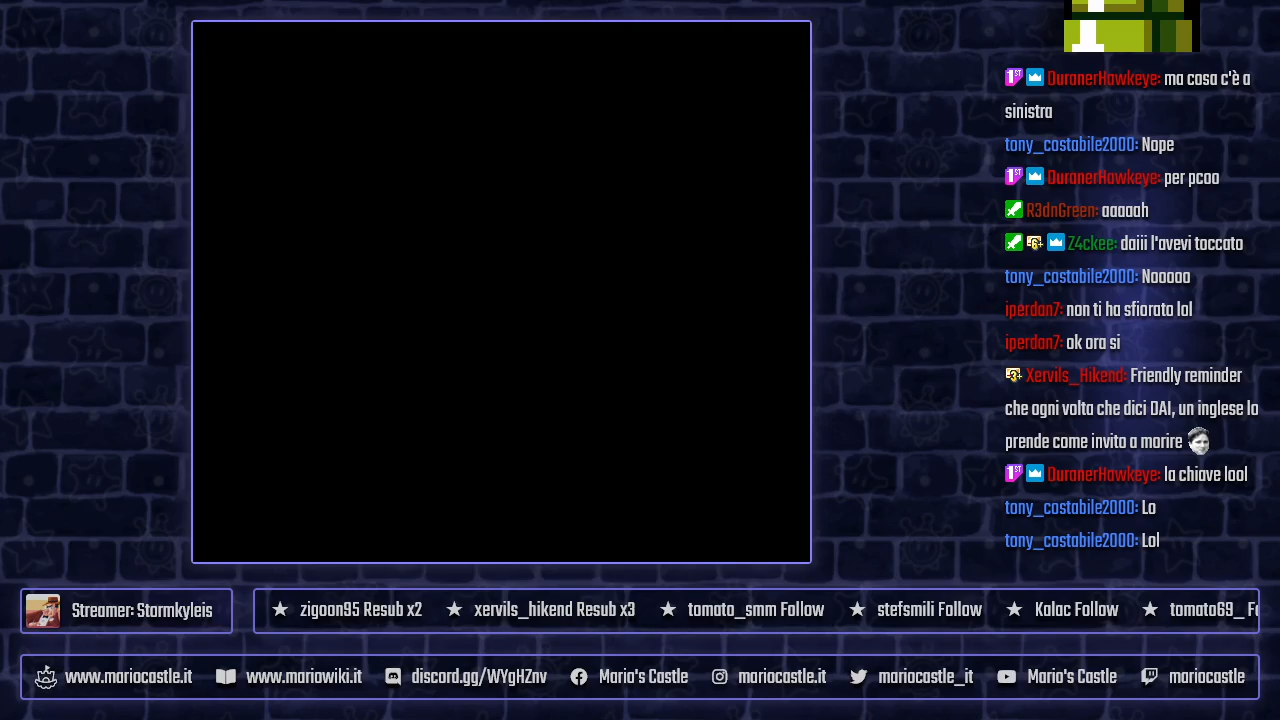 DuranerHawkeye: ma cosa c'è a
sinistra
tony_costabile2000: Nope
DuranerHawkeye: per pcoo
R3dnGreen: aaaaah
Z4ckee: daiii l'avevi toccato
tony_costabile2000: Nooooo
iperdan7: non ti ha sfiorato lol
iperdan7: ok ora si
Xervils_Hikend: Friendly reminder
che ogni volta che dici DAI, un inglese lo
prende come invito a morire
DuranerHawkeye: la chiave lool
tony_costabile2000: Lo
tony_costabile2000: Lol
Streamer: Stormkyleis
★ zigoon95 Resub x2 ★ xervils_hikend Resub x3 ★ tomato_smm Follow ★ stefsmili Follow ★ Kalac Follow ★ tomato69_ Fo
www.mariocastle.it www.mariowiki.it discord.gg/WYgHZnv Mario's Castle mariocastle.it mariocastle_it Mario's Castle mariocastle